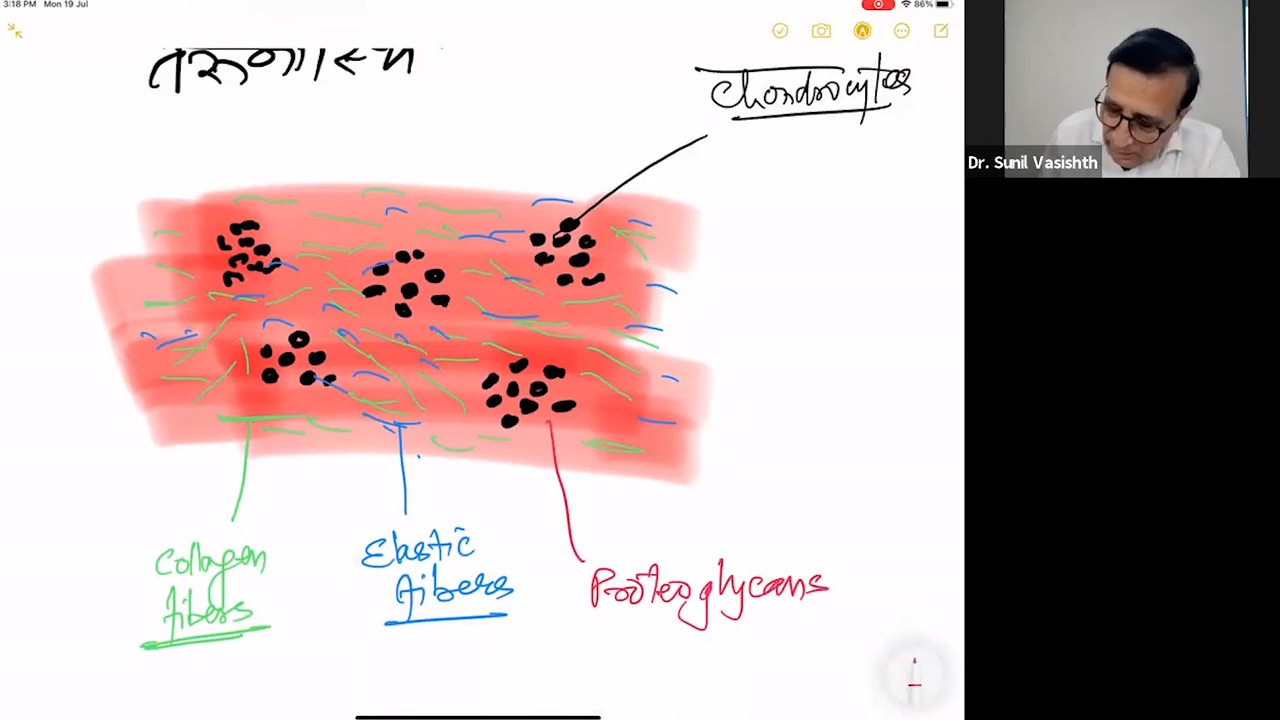 3:18 PM Mon 19 Jul
86%
Chondrocytes
Dr. Sunil Vasishth
Collagen
fibers
Elastic
fibers
Proteoglycans